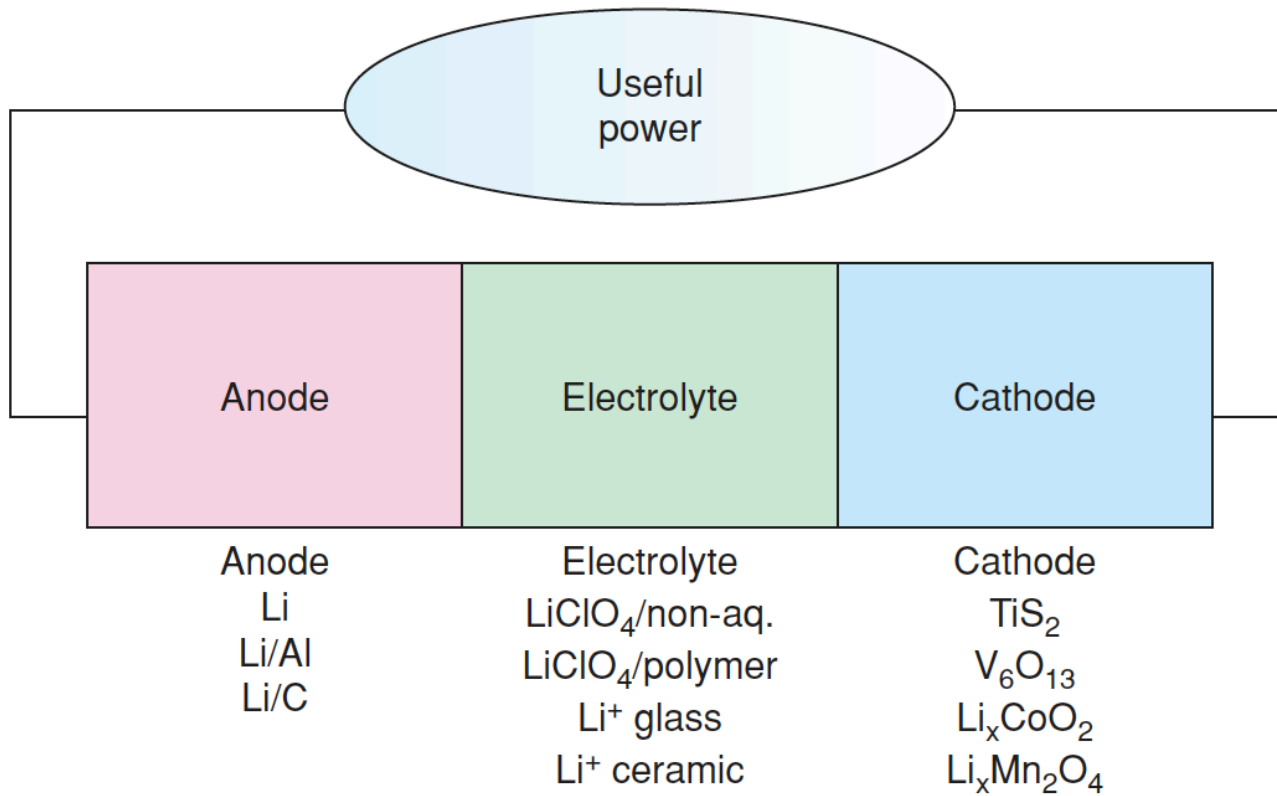 Useful
power
Anode
Electrolyte
Cathode
Anode
Li
Li/Al
Li/C
Electrolyte
LiClO₄/non-aq.
LiClO₄/polymer
Li⁺ glass
Li⁺ ceramic
Cathode
TiS₂
V₆O₁₃
LiₓCoO₂
LiₓMn₂O₄